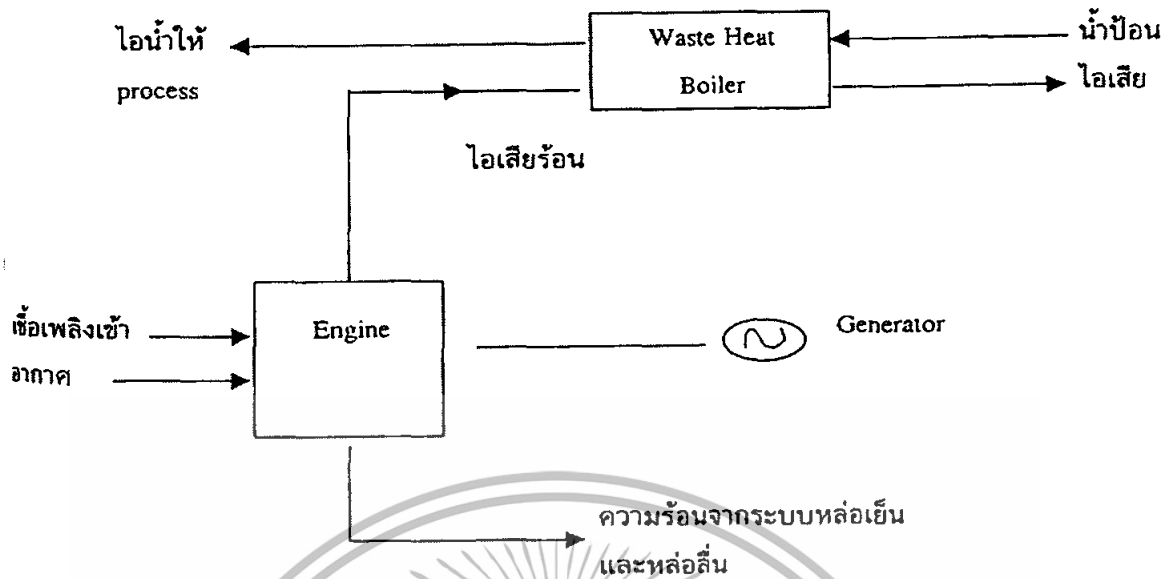 ไอน้ำให้
process
Waste Heat
Boiler
น้ำป้อน
ไอเสีย
ไอเสียร้อน
เชื้อเพลิงเข้า
อากาศ
Engine
Generator
ความร้อนจากระบบหล่อเย็น
และหล่อลื่น